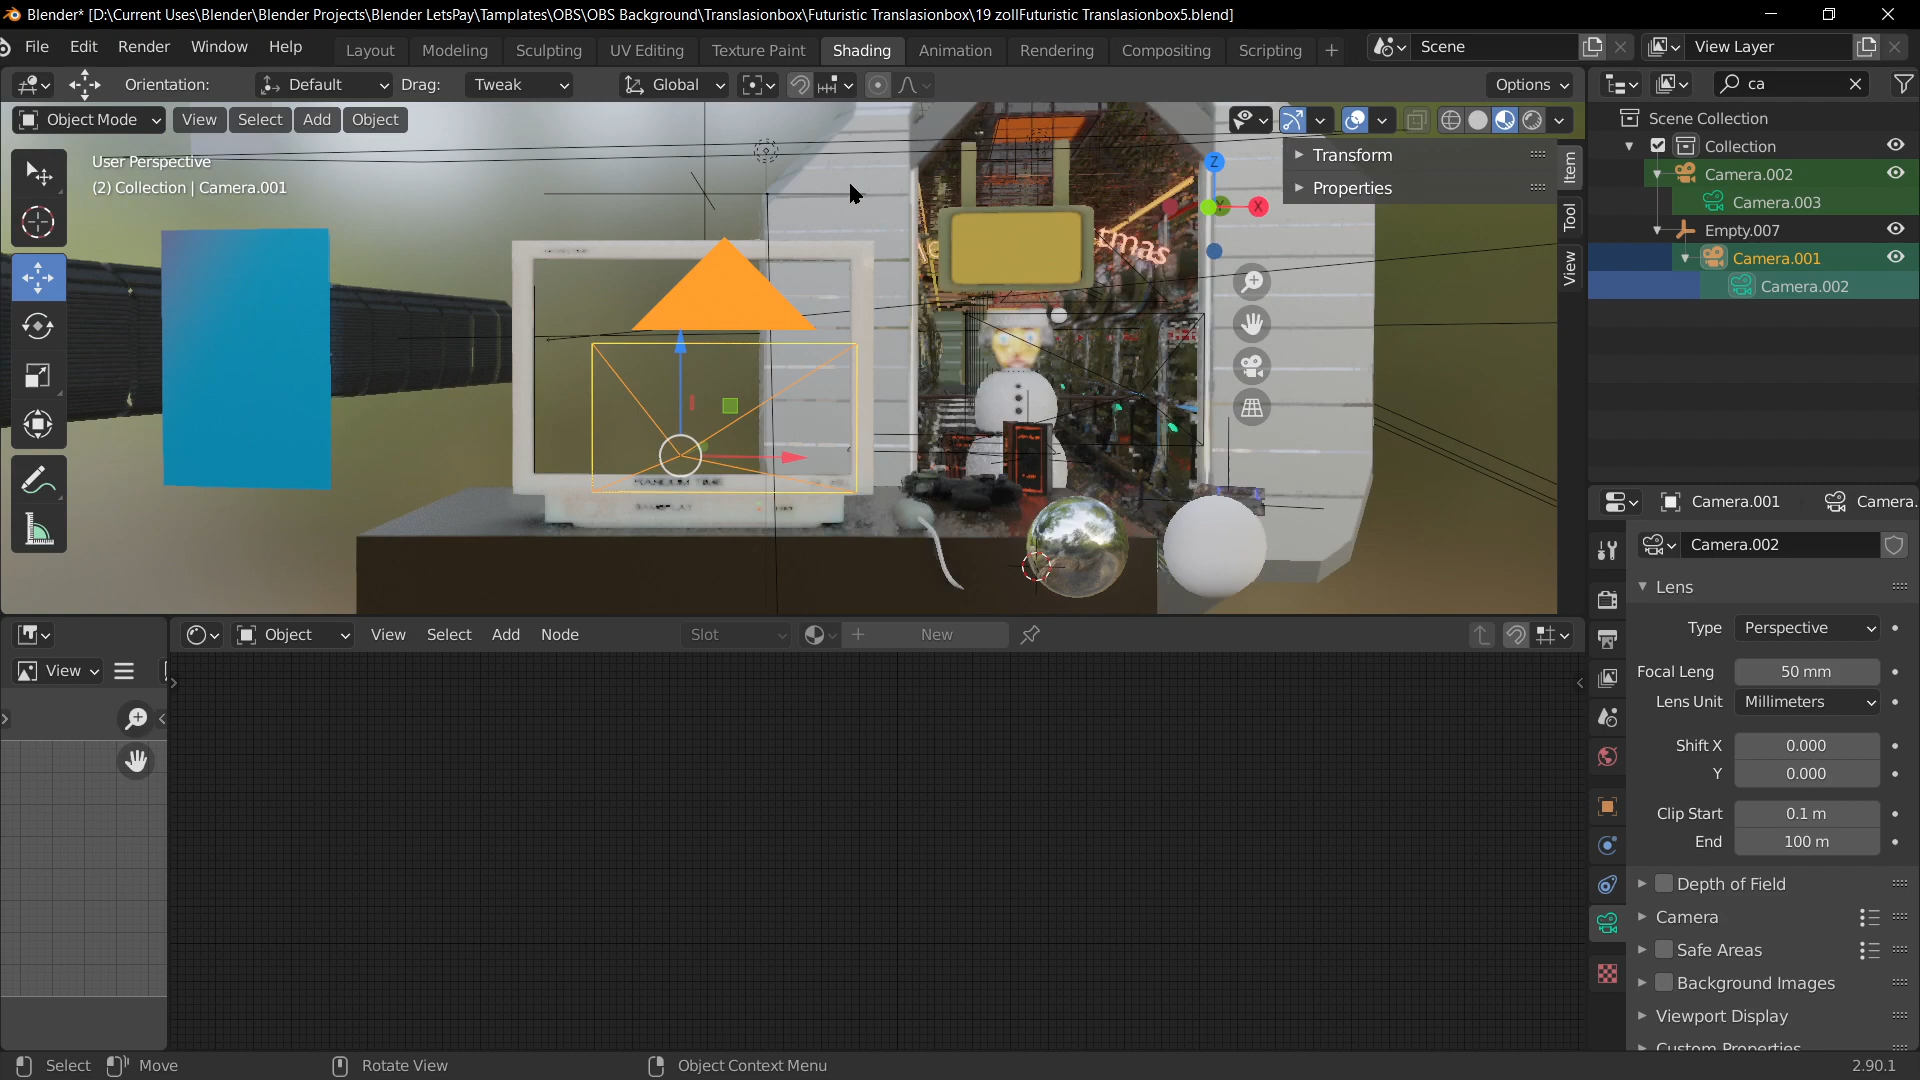 Blender* [D:\Current Uses\Blender\Blender Projects\Blender LetsPay\Tamplates\OBS\OBS Background\Translasionbox\Futuristic Translasionbox\19 zollFuturistic Translasionbox5.blend]
File Edit Render Window Help Layout Modeling Sculpting UV Editing Texture Paint Shading Animation Rendering Compositing Scripting Scene View Layer
Orientation: Default Drag: Tweak Global Options ca
Object Mode View Select Add Object
Scene Collection
Collection
User Perspective
(2) Collection | Camera.001
Transform
Properties
Item
Tool
View
Z
Y
X
tmas
Camera.002
Camera.003
Empty.007
Camera.001
Camera.002
Camera.001 Camera.
Camera.002
Lens
Type Perspective
Focal Leng 50 mm
Lens Unit Millimeters
Shift X 0.000
Y 0.000
Clip Start 0.1 m
End 100 m
Depth of Field
Camera
Safe Areas
Background Images
Viewport Display
Custom Properties
Object View Select Add Node Slot New
View
Select Move Rotate View Object Context Menu 2.90.1